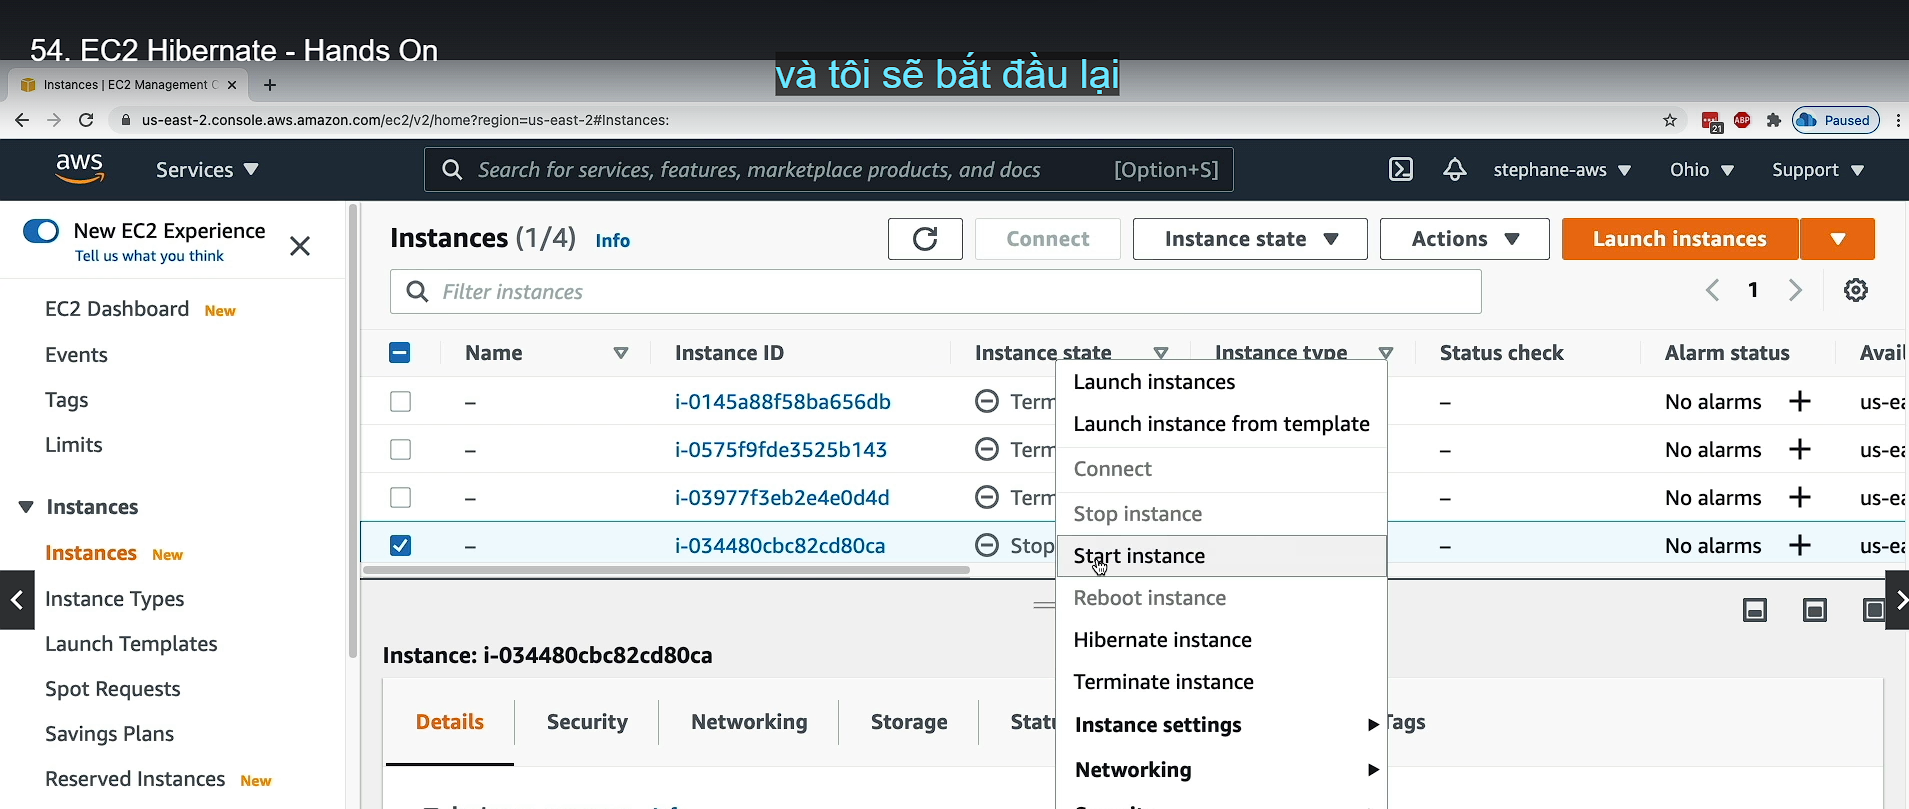 54. EC2 Hibernate - Hands On
và tôi sẽ bắt đầu lại
Instances | EC2 Management C
us-east-2.console.aws.amazon.com/ec2/v2/home?region=us-east-2#Instances:
21
ABP
Paused
aws
Services
Search for services, features, marketplace products, and docs
[Option+S]
stephane-aws
Ohio
Support
New EC2 Experience
Tell us what you think
EC2 Dashboard New
Events
Tags
Limits
Instances
Instances New
Instance Types
Launch Templates
Spot Requests
Savings Plans
Reserved Instances New
Instances (1/4) Info
Connect
Instance state
Actions
Launch instances
Filter instances
1
Name
Instance ID
Instance state
Instance type
Status check
Alarm status
Avail
– i-0145a88f58ba656db Term – No alarms + us-ea
– i-0575f9fde3525b143 Term – No alarms + us-ea
– i-03977f3eb2e4e0d4d Term – No alarms + us-ea
– i-034480cbc82cd80ca Stop – No alarms + us-ea
Launch instances
Launch instance from template
Connect
Stop instance
Start instance
Reboot instance
Hibernate instance
Terminate instance
Instance settings
Networking
Instance: i-034480cbc82cd80ca
Details
Security
Networking
Storage
Statu
Tags